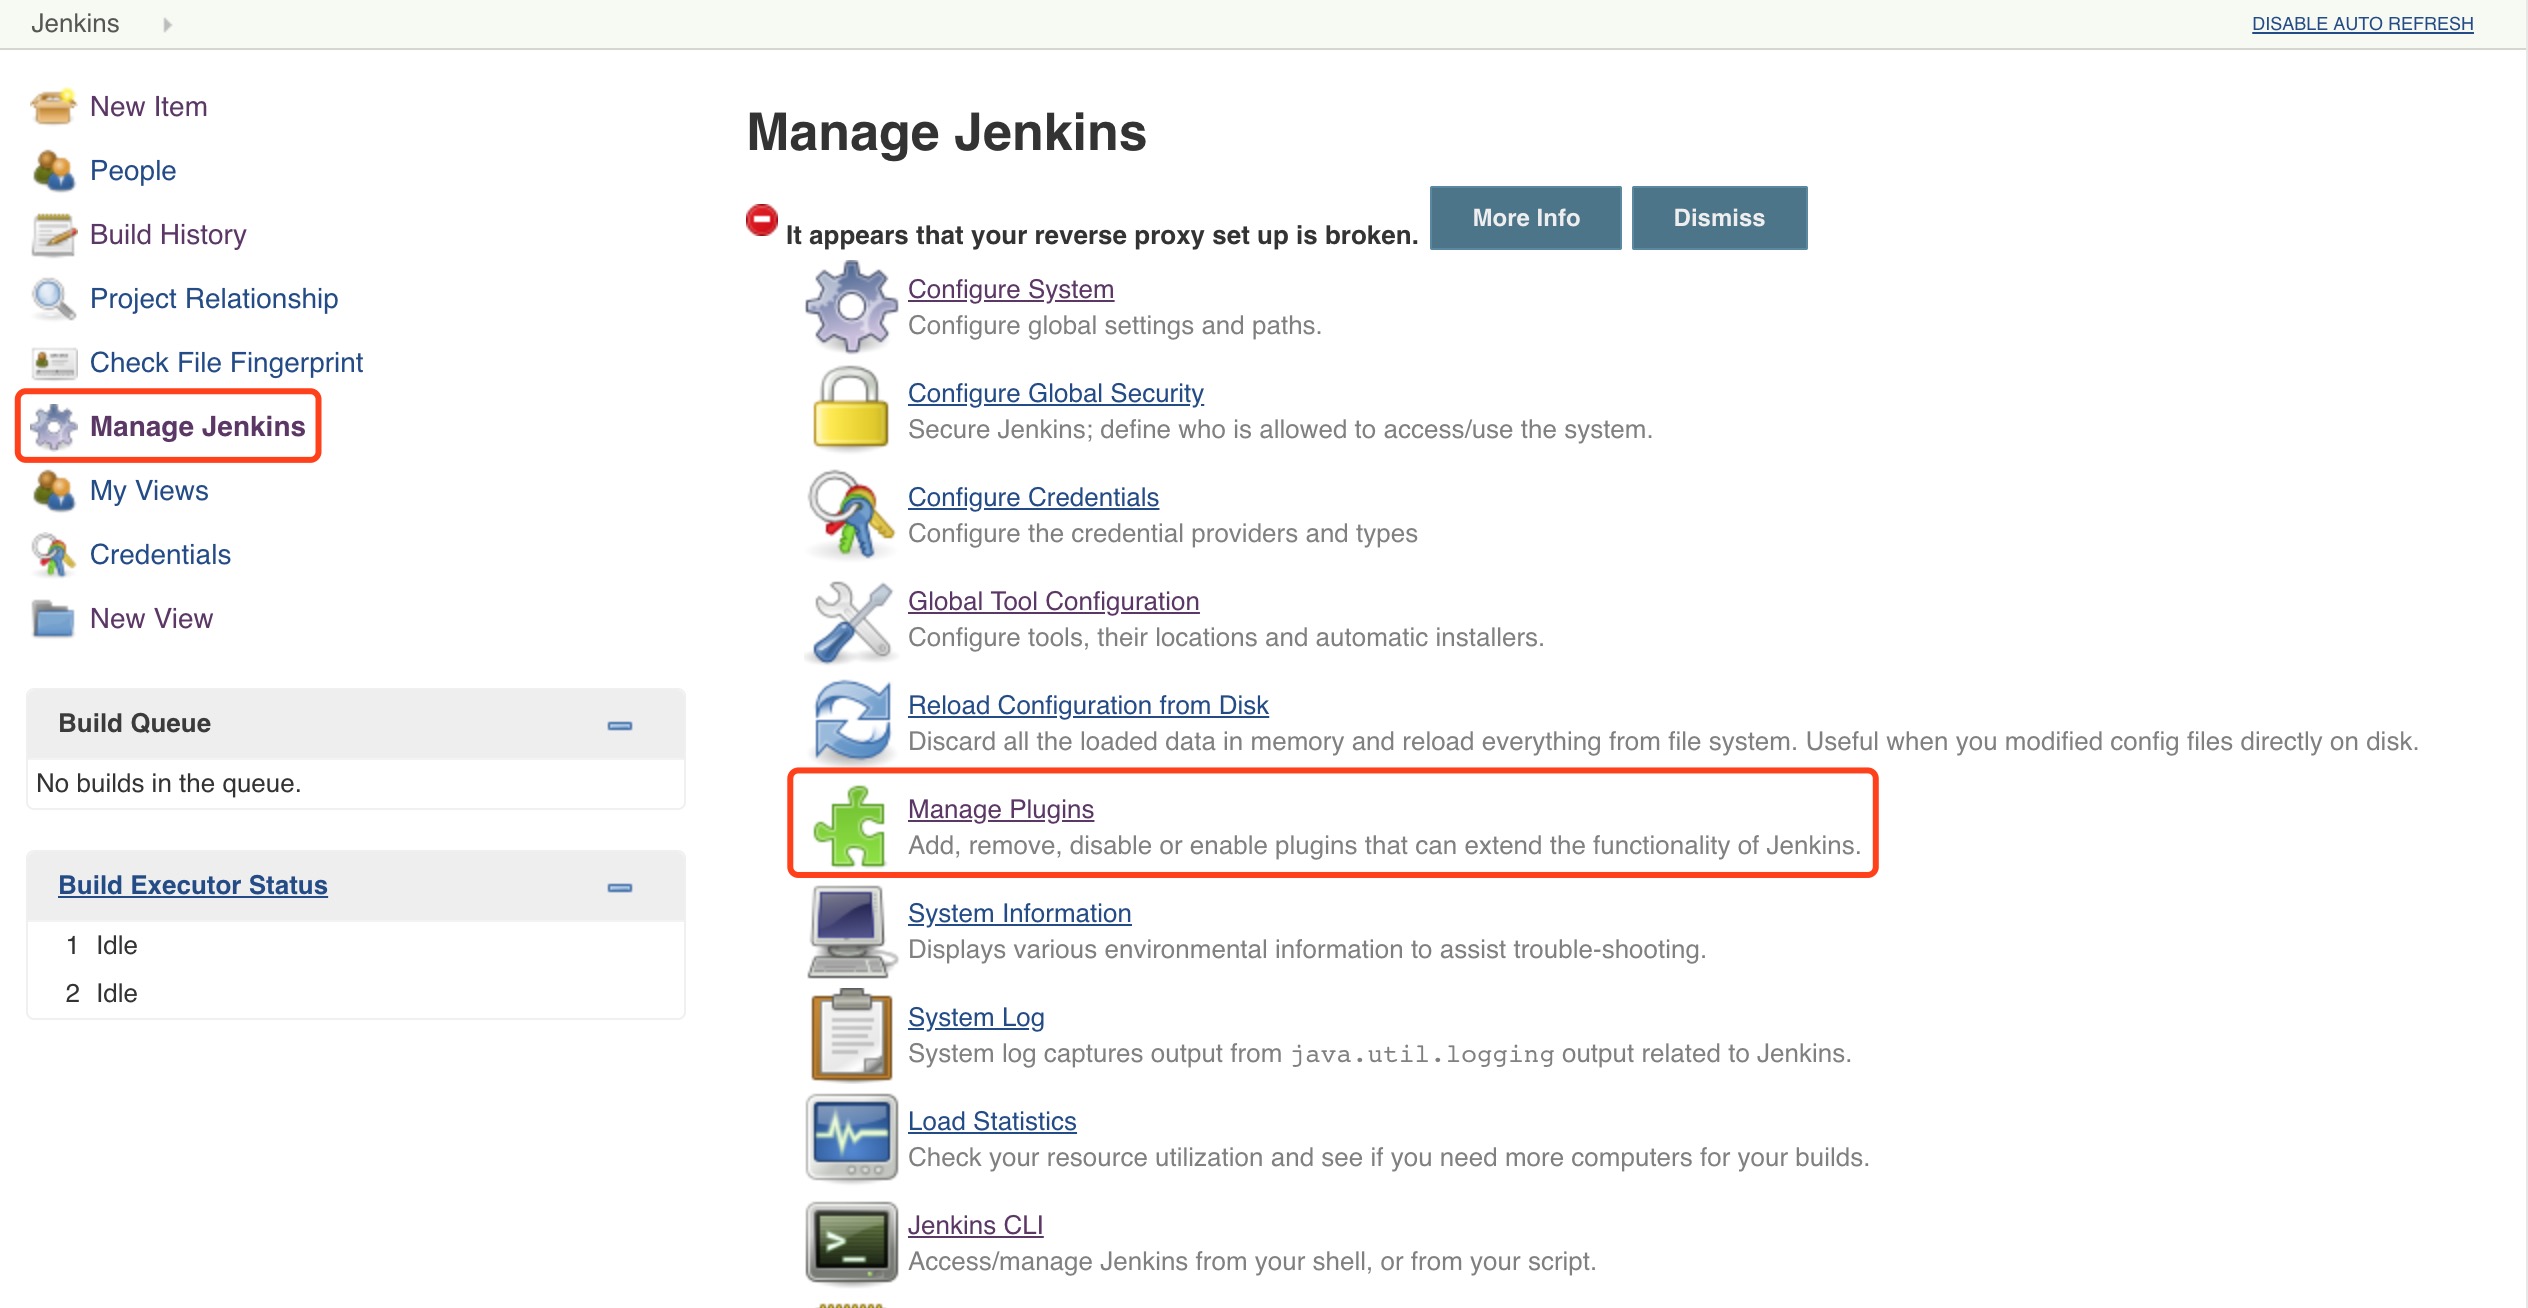 Jenkins
DISABLE AUTO REFRESH
New Item
People
Build History
Project Relationship
Check File Fingerprint
Manage Jenkins
My Views
Credentials
New View
Build Queue
No builds in the queue.
Build Executor Status
1 Idle
2 Idle
Manage Jenkins
It appears that your reverse proxy set up is broken.
More Info
Dismiss
Configure System
Configure global settings and paths.
Configure Global Security
Secure Jenkins; define who is allowed to access/use the system.
Configure Credentials
Configure the credential providers and types
Global Tool Configuration
Configure tools, their locations and automatic installers.
Reload Configuration from Disk
Discard all the loaded data in memory and reload everything from file system. Useful when you modified config files directly on disk.
Manage Plugins
Add, remove, disable or enable plugins that can extend the functionality of Jenkins.
System Information
Displays various environmental information to assist trouble-shooting.
System Log
System log captures output from java.util.logging output related to Jenkins.
Load Statistics
Check your resource utilization and see if you need more computers for your builds.
Jenkins CLI
Access/manage Jenkins from your shell, or from your script.